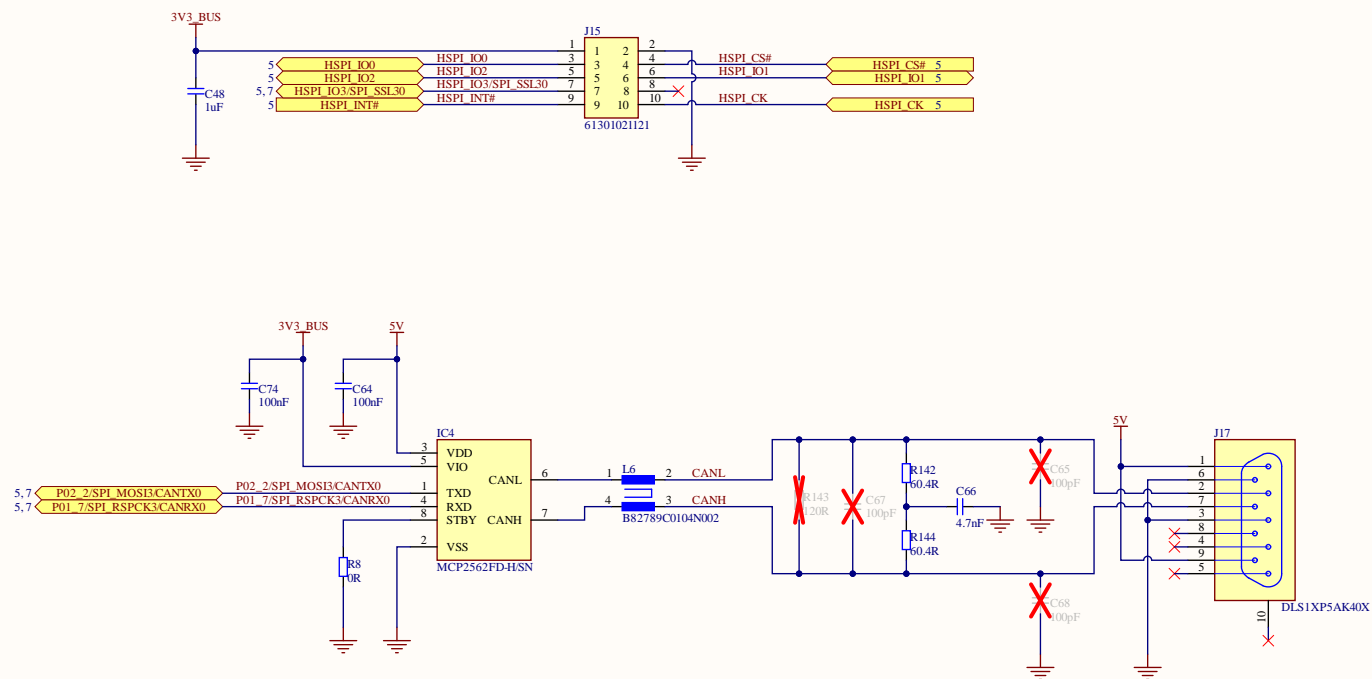 3V3_BUS
J15
1 1 2 2
5 HSPI_IO0 HSPI_IO0 3 3 4 4 HSPI_CS# HSPI_CS# 5
5 HSPI_IO2 HSPI_IO2 5 5 6 6 HSPI_IO1 HSPI_IO1 5
5, 7 HSPI_IO3/SPI_SSL30 HSPI_IO3/SPI_SSL30 7 7 8 8
5 HSPI_INT# HSPI_INT# 9 9 10 10 HSPI_CK HSPI_CK 5
C48
1uF
61301021121
3V3_BUS 5V
C74 C64
100nF 100nF
5V
IC4 J17
3 VDD
5 VIO
CANL 6 L6 1 2 CANL
5, 7 P02_2/SPI_MOSI3/CANTX0 P02_2/SPI_MOSI3/CANTX0 1 TXD
5, 7 P01_7/SPI_RSPCK3/CANRX0 P01_7/SPI_RSPCK3/CANRX0 4 RXD
8 STBY CANH 7 4 3 CANH
B82789C0104N002
2 VSS
MCP2562FD-H/SN
R8
0R
R143
120R
C67
100pF
R142
60.4R
C66
4.7nF
R144
60.4R
C65
100pF
C68
100pF
1
6
2
7
3
8
4
9
5
10
DLS1XP5AK40X